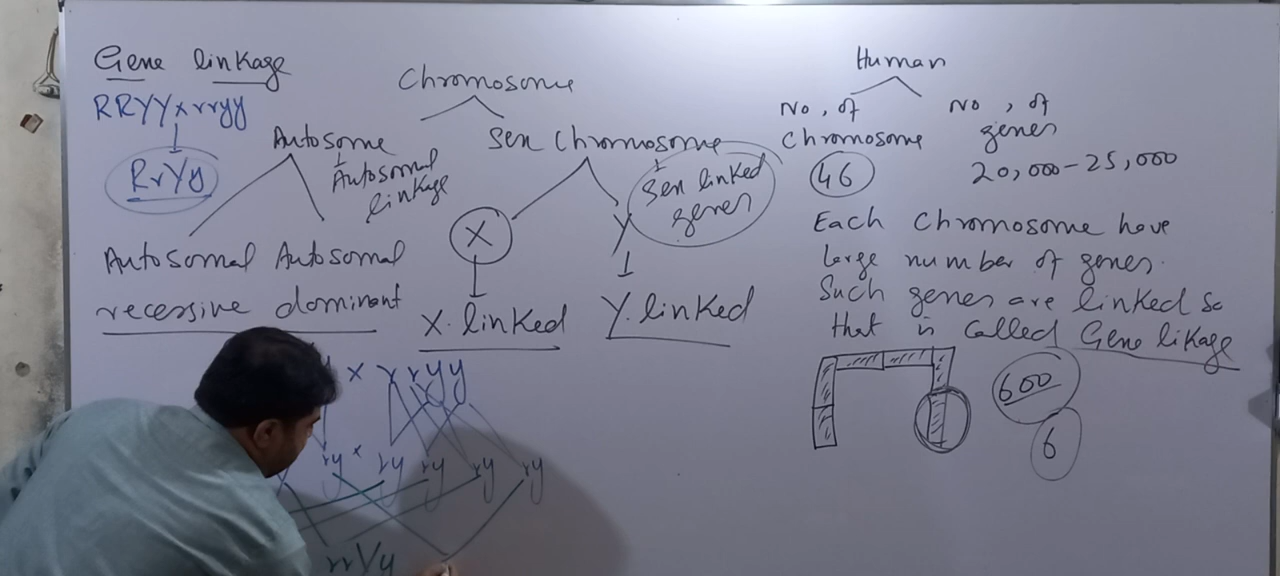 Gene linkage
RRYY x rryy
RrYy
Chromosome
Autosome
Autosomal
linkage
Sex Chromosome
Sex linked
genes
Autosomal Autosomal
recessive dominant
X
X. linked
Y
Y. linked
Human
No, of
Chromosome
46
No, of
genes
20,000-25,000
Each Chromosome have
large number of genes.
Such genes are linked so
that is called Gene likage
600
6
x rryy
ry x ry ry ry ry
rrYy